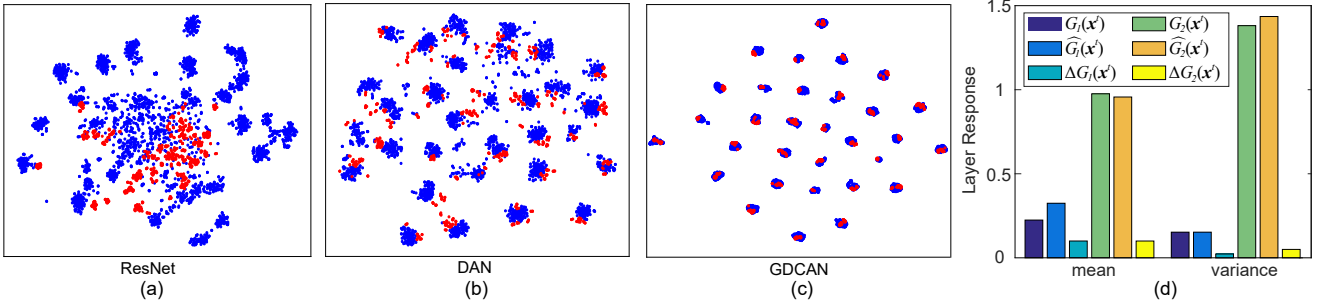 ResNet
(a)
DAN
(b)
GDCAN
(c)
Layer Response
1.5
1
0.5
0
G₁(xᵗ) G₂(xᵗ)
Ĝ₁(xᵗ) Ĝ₂(xᵗ)
ΔG₁(xᵗ) ΔG₂(xᵗ)
mean variance
(d)